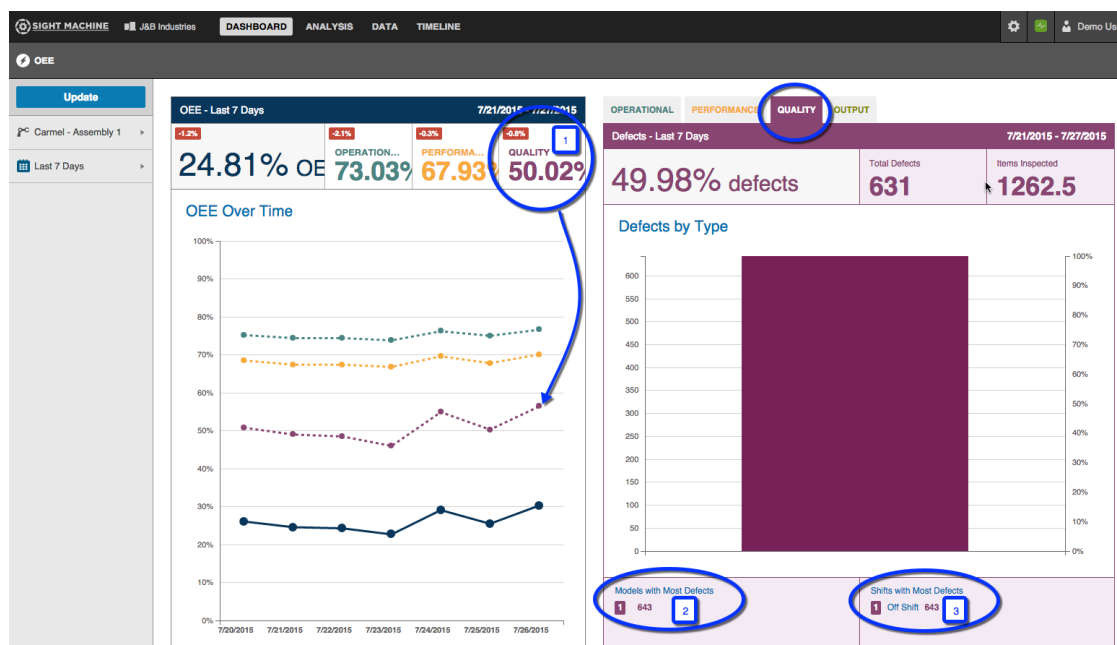 SIGHT MACHINE J&B Industries DASHBOARD ANALYSIS DATA TIMELINE Demo Us
OEE
Update
Carmel - Assembly 1
Last 7 Days
OEE - Last 7 Days 7/21/2015 - 7/27/2015
-1.2% -2.1% -0.3% -0.8% 1
24.81% OE
OPERATION...
73.03%
PERFORMA...
67.93%
QUALITY
50.02%
OEE Over Time
100%
90%
80%
70%
60%
50%
40%
30%
20%
10%
0%
7/20/2015 7/21/2015 7/22/2015 7/23/2015 7/24/2015 7/25/2015 7/26/2015
OPERATIONAL PERFORMANCE QUALITY OUTPUT
Defects - Last 7 Days 7/21/2015 - 7/27/2015
49.98% defects
Total Defects
631
Items Inspected
1262.5
Defects by Type
600
550
500
450
400
350
300
250
200
150
100
50
0
100%
90%
80%
70%
60%
50%
40%
30%
20%
10%
0%
Models with Most Defects
1 643 2
Shifts with Most Defects
1 Off Shift 643 3